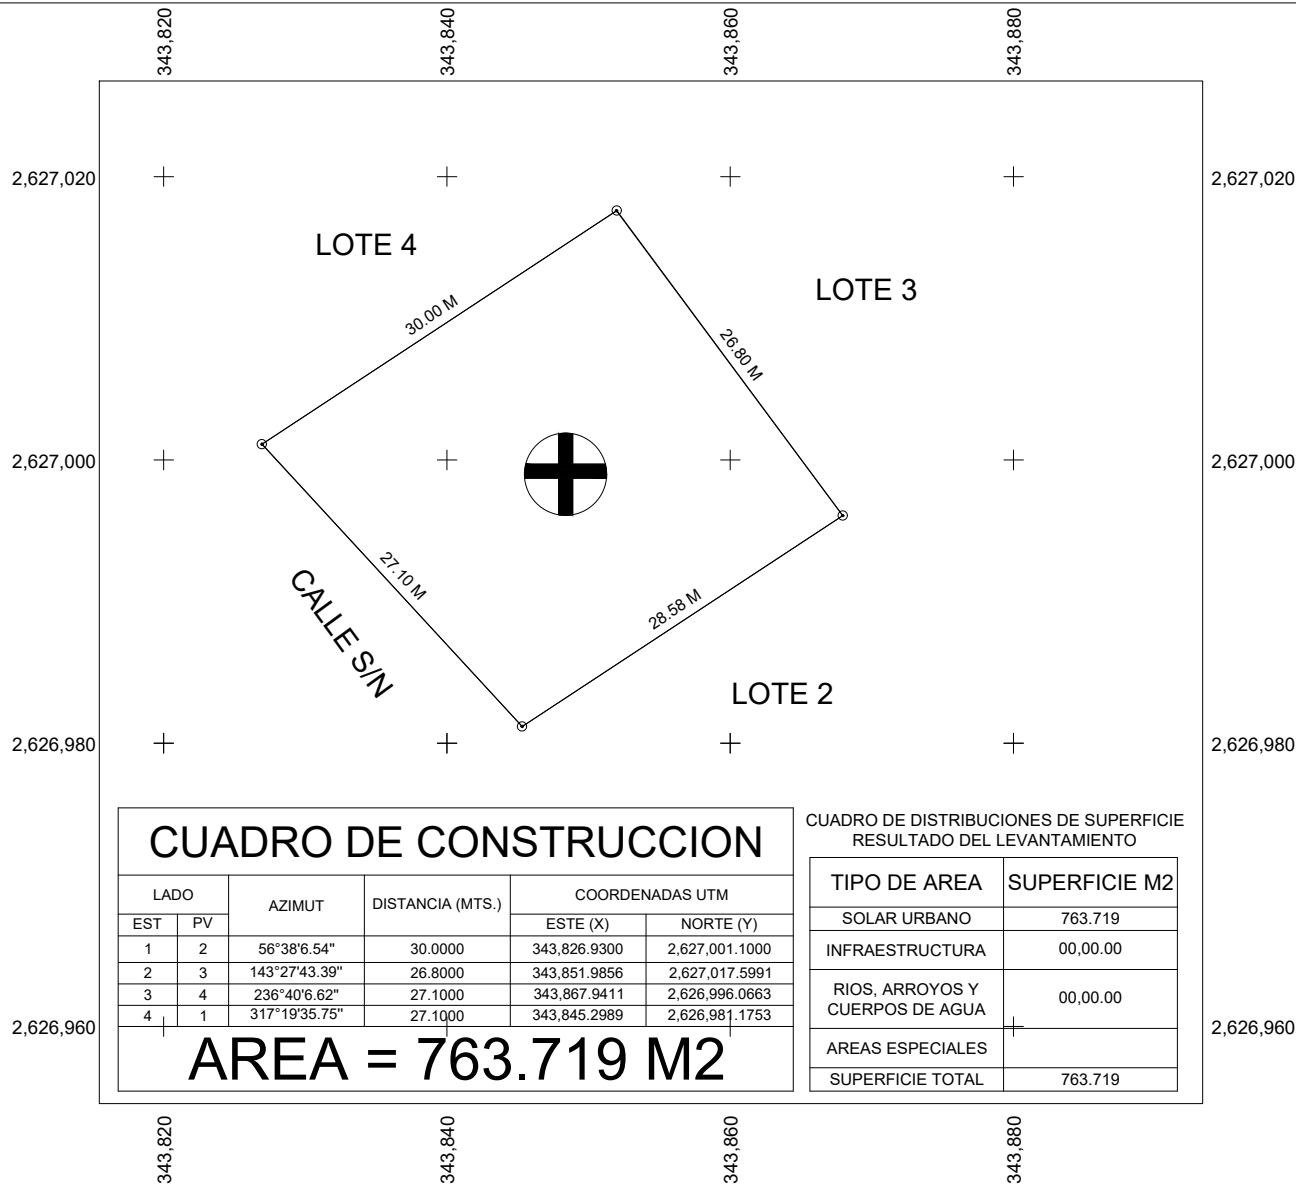 343,820
343,840
343,860
343,880
2,627,020
2,627,020
LOTE 4
LOTE 3
30.00 M
26.80 M
2,627,000
2,627,000
27.10 M
CALLE S/N
28.58 M
LOTE 2
2,626,980
2,626,980
CUADRO DE CONSTRUCCION
LADO AZIMUT DISTANCIA (MTS.) COORDENADAS UTM
EST PV ESTE (X) NORTE (Y)
1 2 56°38'6.54" 30.0000 343,826.9300 2,627,001.1000
2 3 143°27'43.39" 26.8000 343,851.9856 2,627,017.5991
3 4 236°40'6.62" 27.1000 343,867.9411 2,626,996.0663
4 1 317°19'35.75" 27.1000 343,845.2989 2,626,981.1753
AREA = 763.719 M2
CUADRO DE DISTRIBUCIONES DE SUPERFICIE
RESULTADO DEL LEVANTAMIENTO
TIPO DE AREA SUPERFICIE M2
SOLAR URBANO 763.719
INFRAESTRUCTURA 00,00.00
RIOS, ARROYOS Y
CUERPOS DE AGUA 00,00.00
AREAS ESPECIALES
SUPERFICIE TOTAL 763.719
2,626,960
2,626,960
343,820
343,840
343,860
343,880